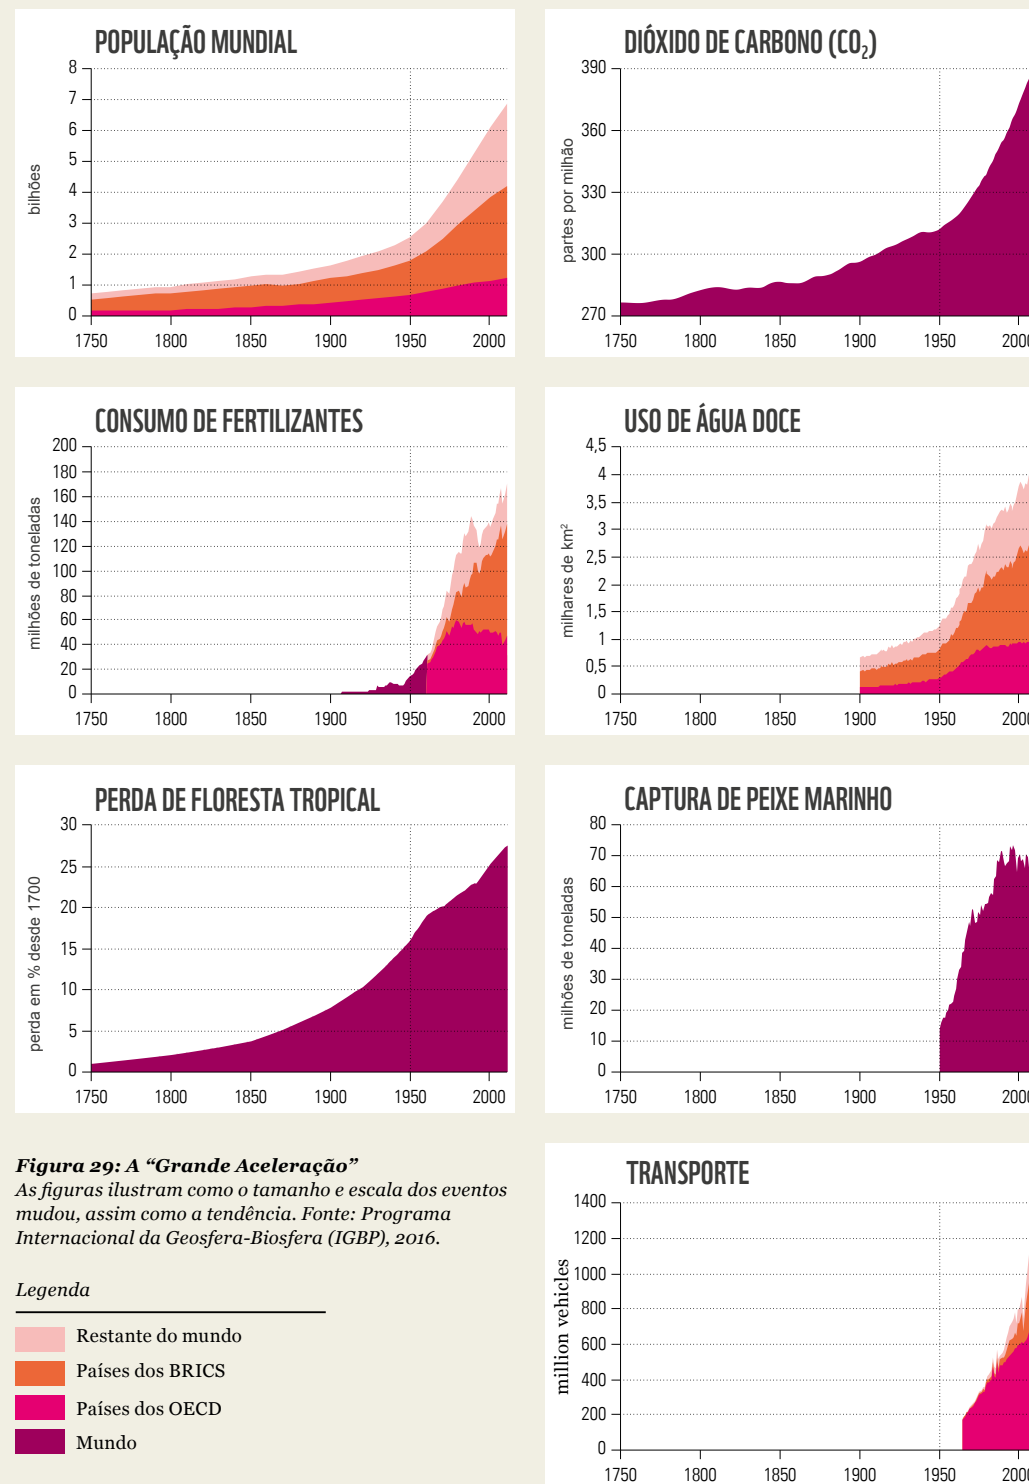 POPULAÇÃO MUNDIAL
8
7
6
5
4
3
2
1
0
bilhões
1750 1800 1850 1900 1950 2000
DIÓXIDO DE CARBONO (CO₂)
390
360
330
300
270
partes por milhão
1750 1800 1850 1900 1950 2000
CONSUMO DE FERTILIZANTES
200
180
160
140
120
100
80
60
40
20
0
milhões de toneladas
1750 1800 1850 1900 1950 2000
USO DE ÁGUA DOCE
4,5
4
3,5
3
2,5
2
1,5
1
0,5
0
milhares de km²
1750 1800 1850 1900 1950 2000
PERDA DE FLORESTA TROPICAL
30
25
20
15
10
5
0
perda em % desde 1700
1750 1800 1850 1900 1950 2000
CAPTURA DE PEIXE MARINHO
80
70
60
50
40
30
20
10
0
milhões de toneladas
1750 1800 1850 1900 1950 2000
Figura 29: A “Grande Aceleração”
As figuras ilustram como o tamanho e escala dos eventos
mudou, assim como a tendência. Fonte: Programa
Internacional da Geosfera-Biosfera (IGBP), 2016.
Legenda
Restante do mundo
Países dos BRICS
Países dos OECD
Mundo
TRANSPORTE
1400
1200
1000
800
600
400
200
0
million vehicles
1750 1800 1850 1900 1950 2000